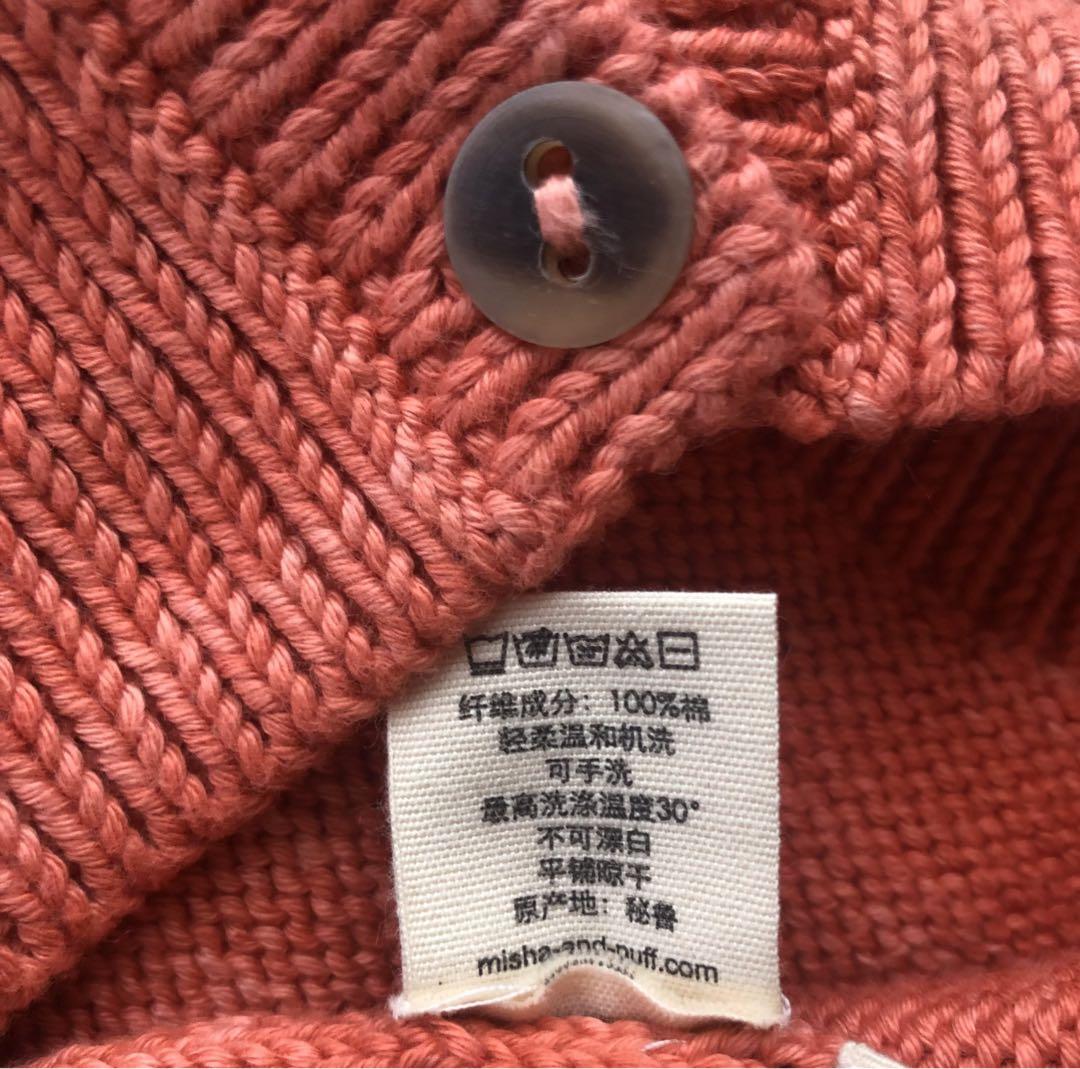 纤维成分：100%棉
轻柔温和机洗
可手洗
最高洗涤温度30°
不可漂白
平铺晾干
原产地：秘鲁
misha-and-puff.com